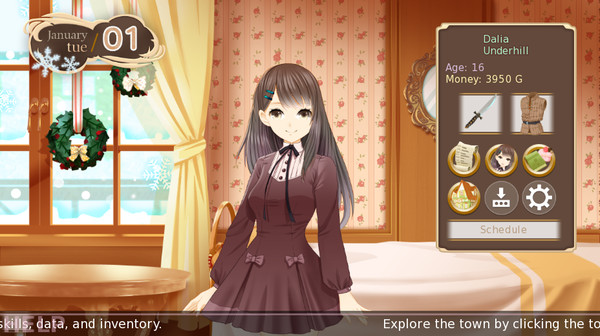 January
tue / 01
Dalia
Underhill
Age: 16
Money: 3950 G
Schedule
HELP
skills, data, and inventory.
Explore the town by clicking the to